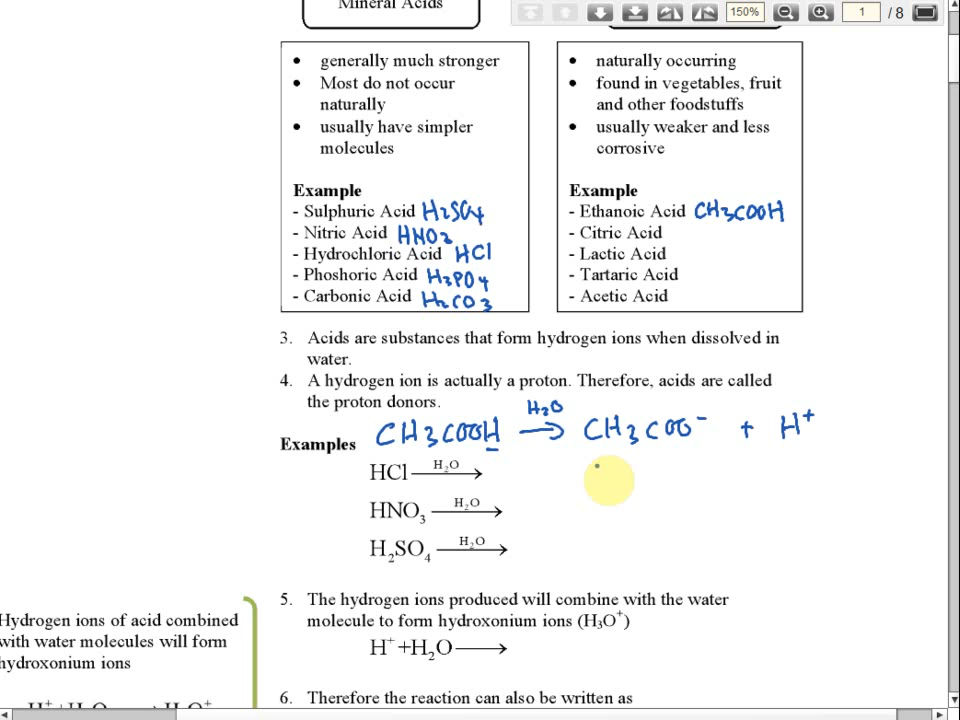 Mineral Acids
150%
1 / 8
• generally much stronger
• Most do not occur
naturally
• usually have simpler
molecules
Example
- Sulphuric Acid H₂SO₄
- Nitric Acid HNO₃
- Hydrochloric Acid HCl
- Phoshoric Acid H₃PO₄
- Carbonic Acid H₂CO₃
• naturally occurring
• found in vegetables, fruit
and other foodstuffs
• usually weaker and less
corrosive
Example
- Ethanoic Acid CH₃COOH
- Citric Acid
- Lactic Acid
- Tartaric Acid
- Acetic Acid
3. Acids are substances that form hydrogen ions when dissolved in
water.
4. A hydrogen ion is actually a proton. Therefore, acids are called
the proton donors.
Examples CH₃COOH —H₂O→ CH₃COO⁻ + H⁺
HCl —H₂O→
HNO₃ —H₂O→
H₂SO₄ —H₂O→
5. The hydrogen ions produced will combine with the water
molecule to form hydroxonium ions (H₃O⁺)
H⁺ +H₂O ⟶
6. Therefore the reaction can also be written as
Hydrogen ions of acid combined
with water molecules will form
hydroxonium ions